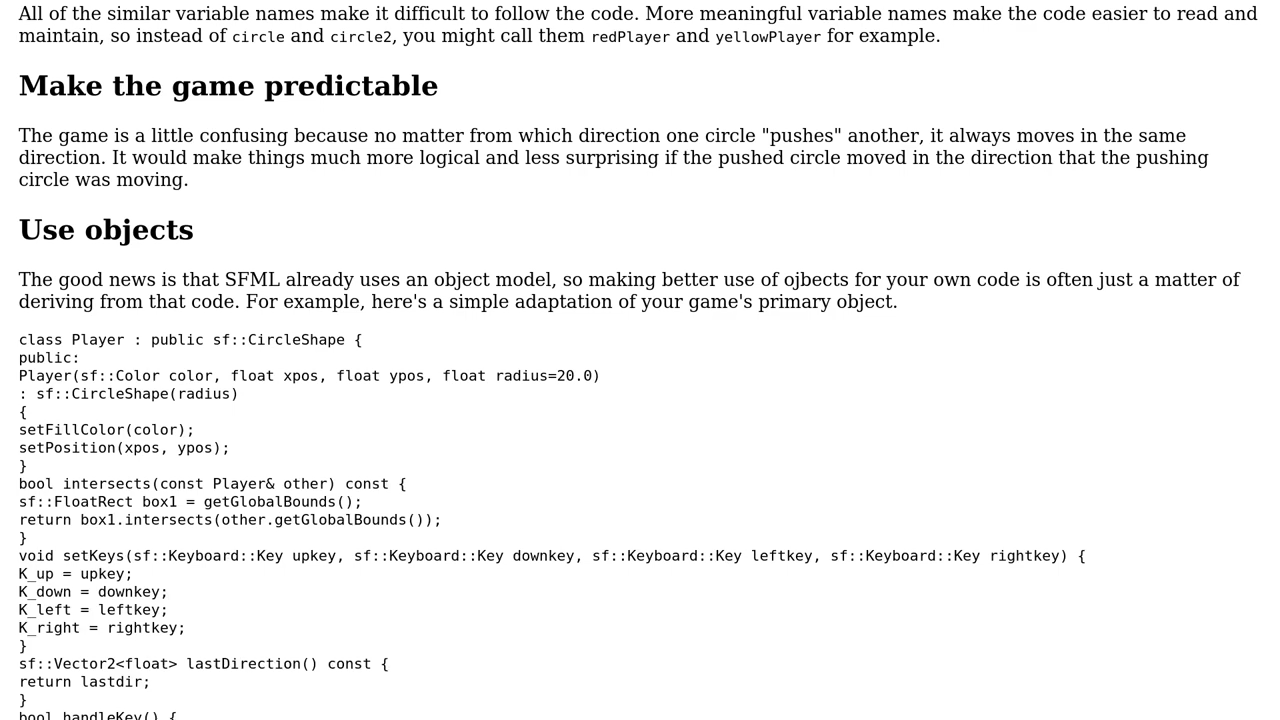 All of the similar variable names make it difficult to follow the code. More meaningful variable names make the code easier to read and
maintain, so instead of circle and circle2, you might call them redPlayer and yellowPlayer for example.
Make the game predictable
The game is a little confusing because no matter from which direction one circle "pushes" another, it always moves in the same
direction. It would make things much more logical and less surprising if the pushed circle moved in the direction that the pushing
circle was moving.
Use objects
The good news is that SFML already uses an object model, so making better use of ojbects for your own code is often just a matter of
deriving from that code. For example, here's a simple adaptation of your game's primary object.
class Player : public sf::CircleShape {
public:
Player(sf::Color color, float xpos, float ypos, float radius=20.0)
: sf::CircleShape(radius)
{
setFillColor(color);
setPosition(xpos, ypos);
}
bool intersects(const Player& other) const {
sf::FloatRect box1 = getGlobalBounds();
return box1.intersects(other.getGlobalBounds());
}
void setKeys(sf::Keyboard::Key upkey, sf::Keyboard::Key downkey, sf::Keyboard::Key leftkey, sf::Keyboard::Key rightkey) {
K_up = upkey;
K_down = downkey;
K_left = leftkey;
K_right = rightkey;
}
sf::Vector2<float> lastDirection() const {
return lastdir;
}
bool handleKey() {